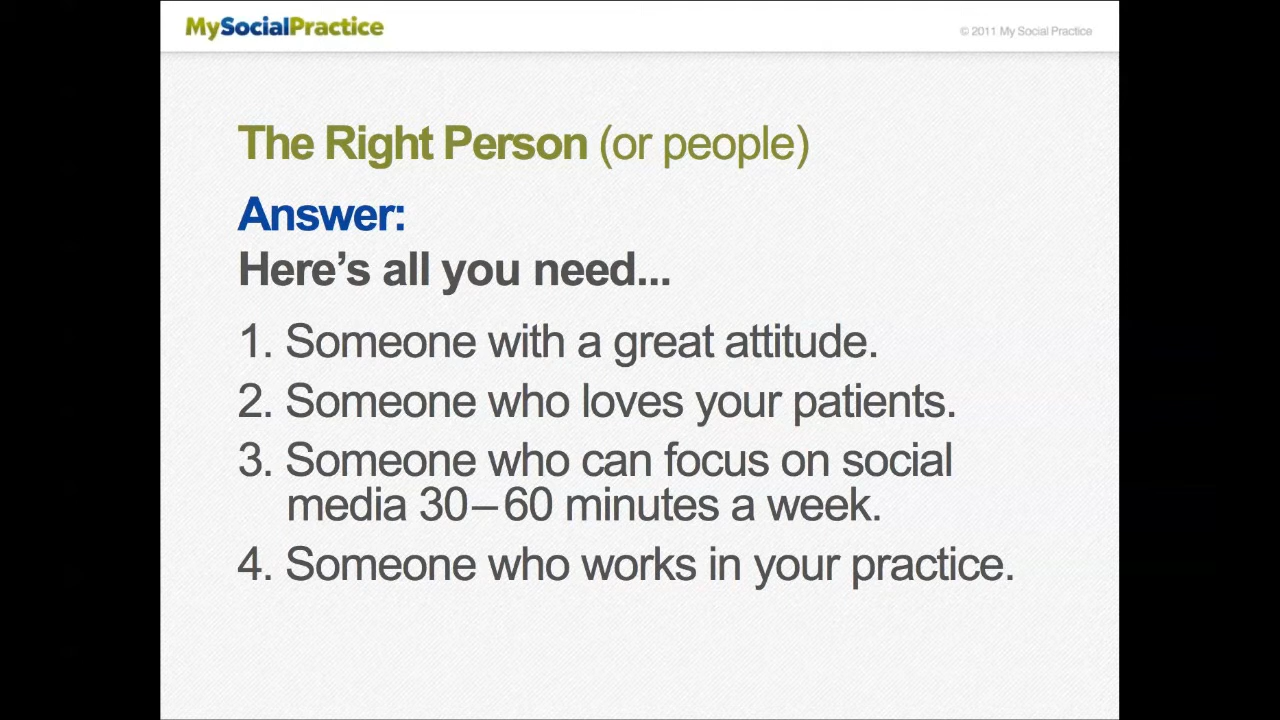 MySocialPractice
© 2011 My Social Practice
The Right Person (or people)
Answer:
Here’s all you need...
1. Someone with a great attitude.
2. Someone who loves your patients.
3. Someone who can focus on social
media 30–60 minutes a week.
4. Someone who works in your practice.